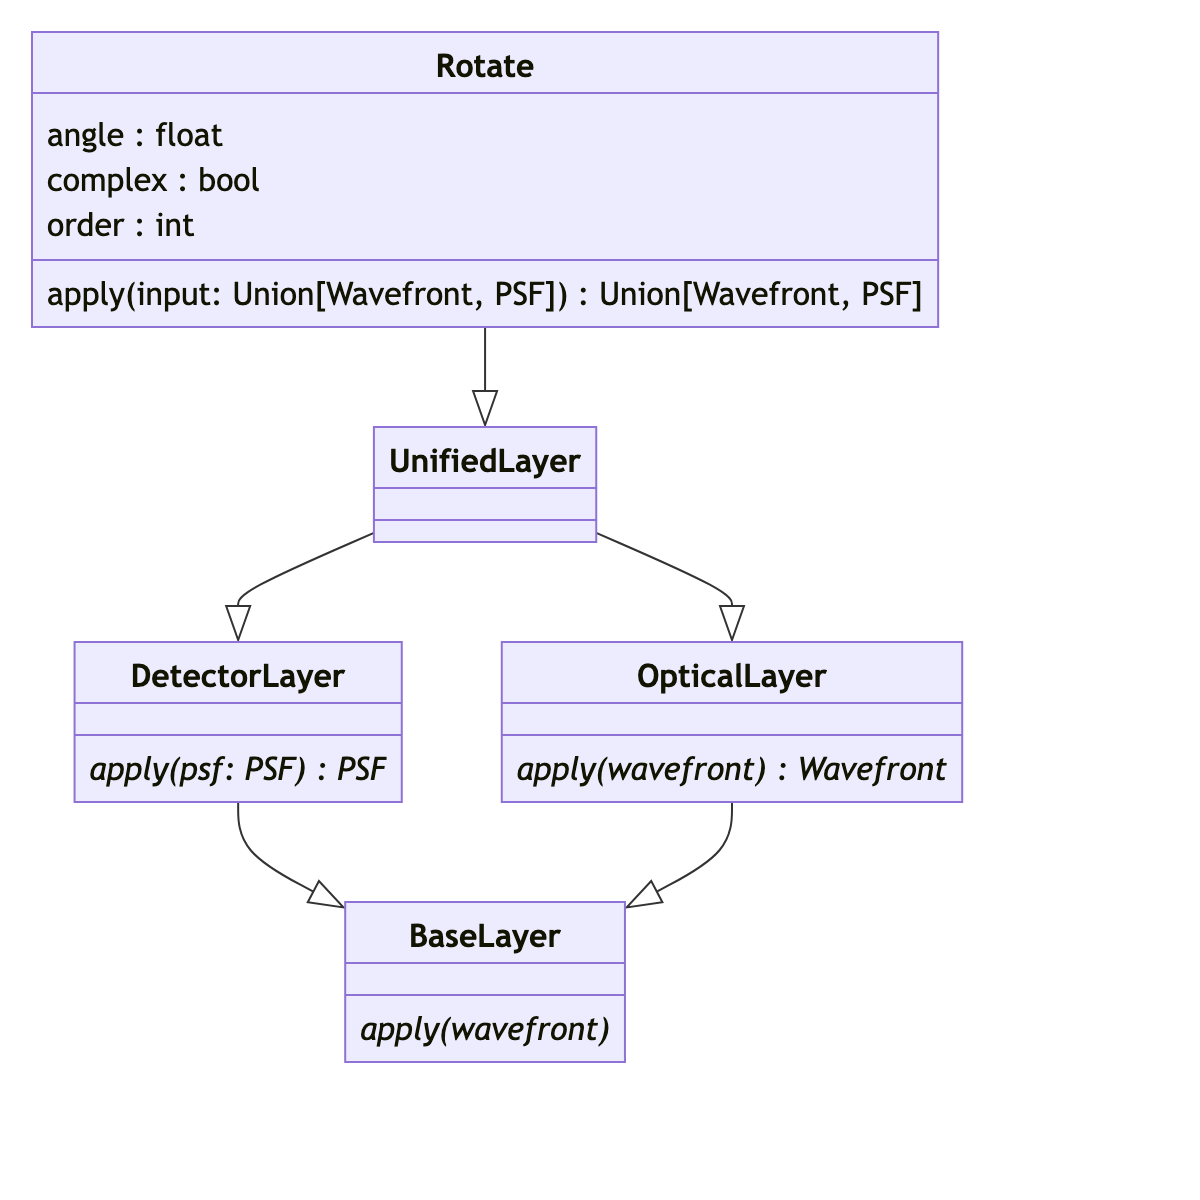 Rotate
angle : float
complex : bool
order : int
apply(input: Union[Wavefront, PSF]) : Union[Wavefront, PSF]
UnifiedLayer
DetectorLayer
apply(psf: PSF) : PSF
OpticalLayer
apply(wavefront) : Wavefront
BaseLayer
apply(wavefront)